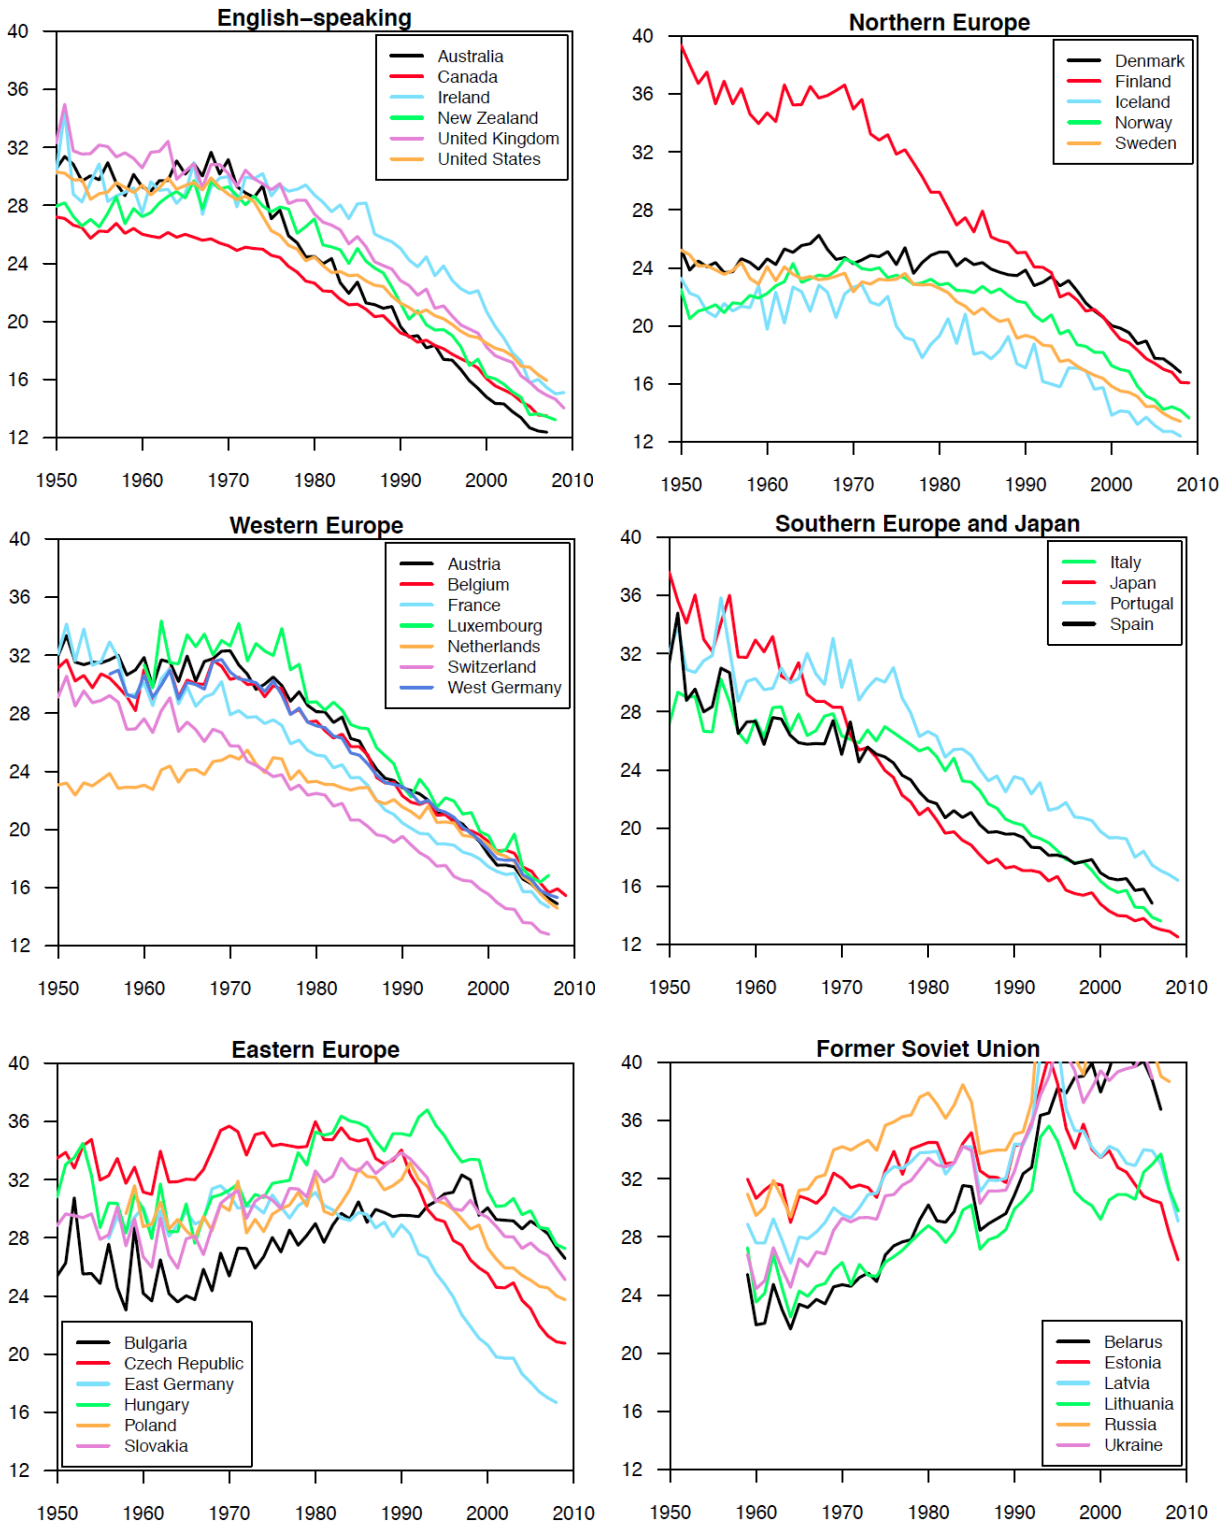 English−speaking
40
36
32
28
24
20
16
12
Australia
Canada
Ireland
New Zealand
United Kingdom
United States
1950 1960 1970 1980 1990 2000 2010
Northern Europe
40
36
32
28
24
20
16
12
Denmark
Finland
Iceland
Norway
Sweden
1950 1960 1970 1980 1990 2000 2010
Western Europe
40
36
32
28
24
20
16
12
Austria
Belgium
France
Luxembourg
Netherlands
Switzerland
West Germany
1950 1960 1970 1980 1990 2000 2010
Southern Europe and Japan
40
36
32
28
24
20
16
12
Italy
Japan
Portugal
Spain
1950 1960 1970 1980 1990 2000 2010
Eastern Europe
40
36
32
28
24
20
16
12
Bulgaria
Czech Republic
East Germany
Hungary
Poland
Slovakia
1950 1960 1970 1980 1990 2000 2010
Former Soviet Union
40
36
32
28
24
20
16
12
Belarus
Estonia
Latvia
Lithuania
Russia
Ukraine
1950 1960 1970 1980 1990 2000 2010